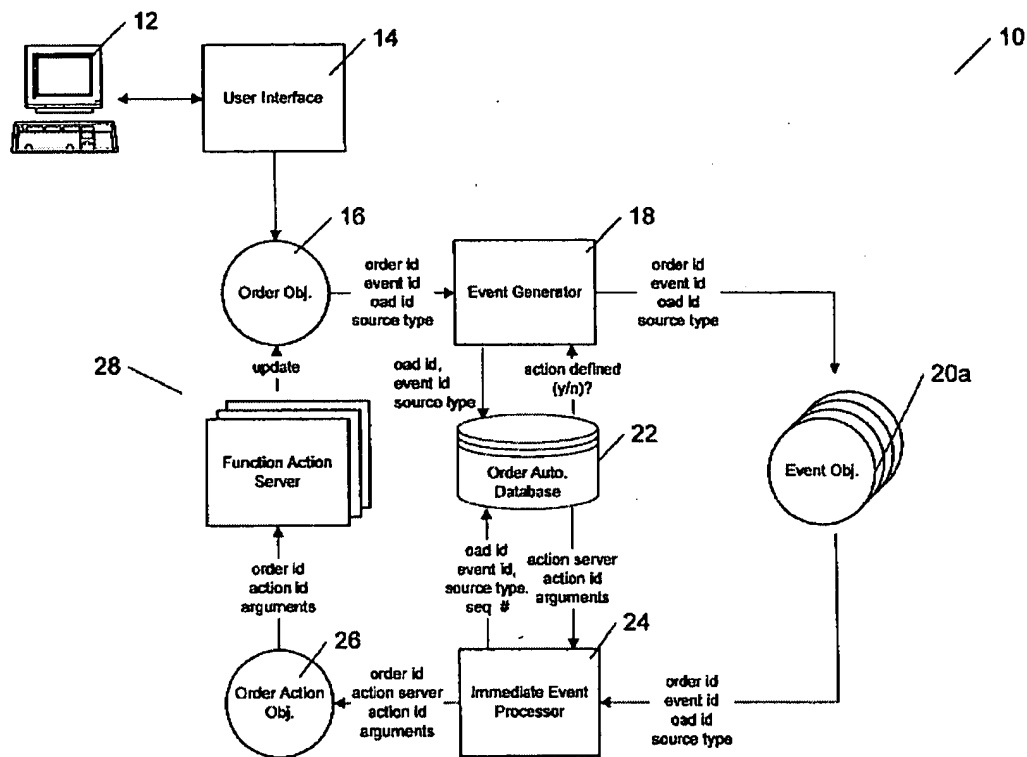 12
14
10
User Interface
16
18
Order Obj.
order id
event id
oad id
source type
Event Generator
order id
event id
oad id
source type
update
28
oad id,
event id
source type
action defined
(y/n)?
20a
22
Function Action
Server
Order Auto.
Database
Event Obj.
order id
action id
arguments
oad id
event id,
source type.
seq #
action server
action id
arguments
24
26
Order Action
Obj.
order id
action server
action id
arguments
Immediate Event
Processor
order id
event id
oad id
source type